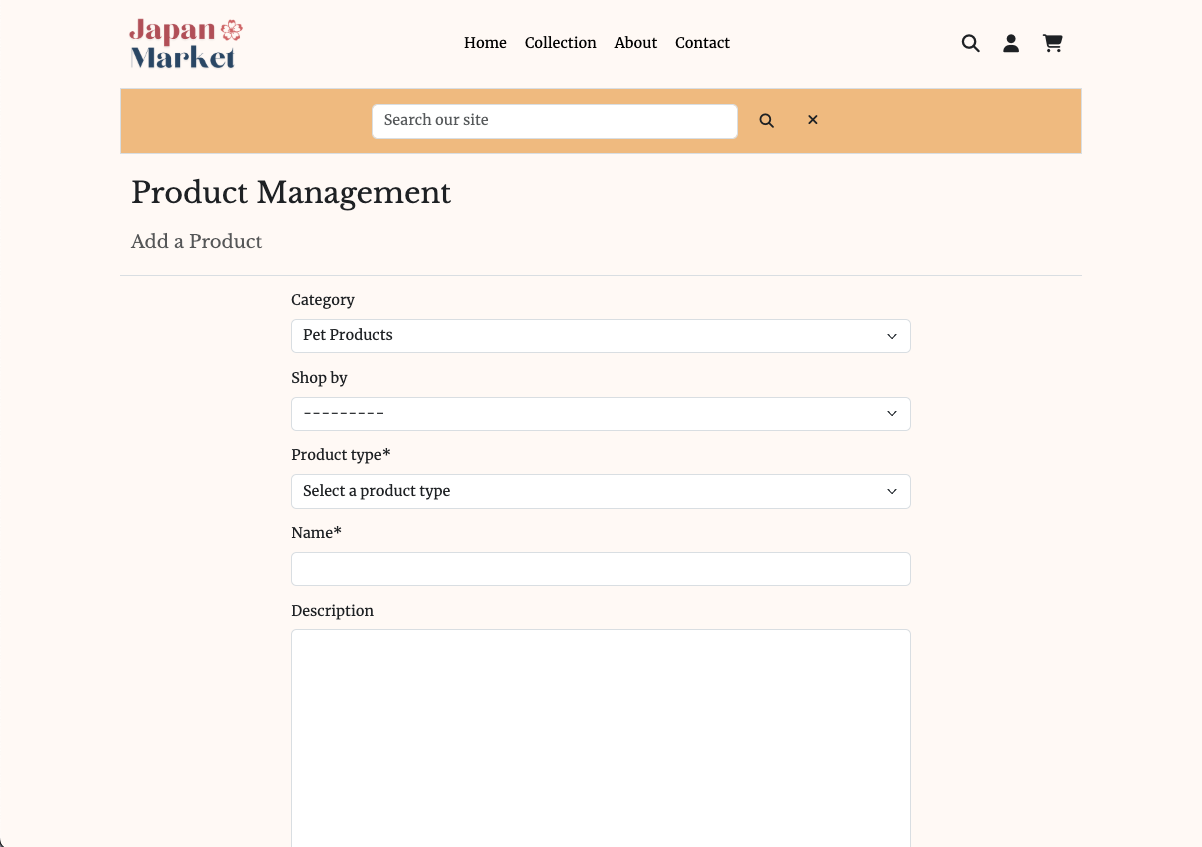 Japan
Market
Home Collection About Contact
Search our site
Product Management
Add a Product
Category
Pet Products
Shop by
---------
Product type*
Select a product type
Name*
Description